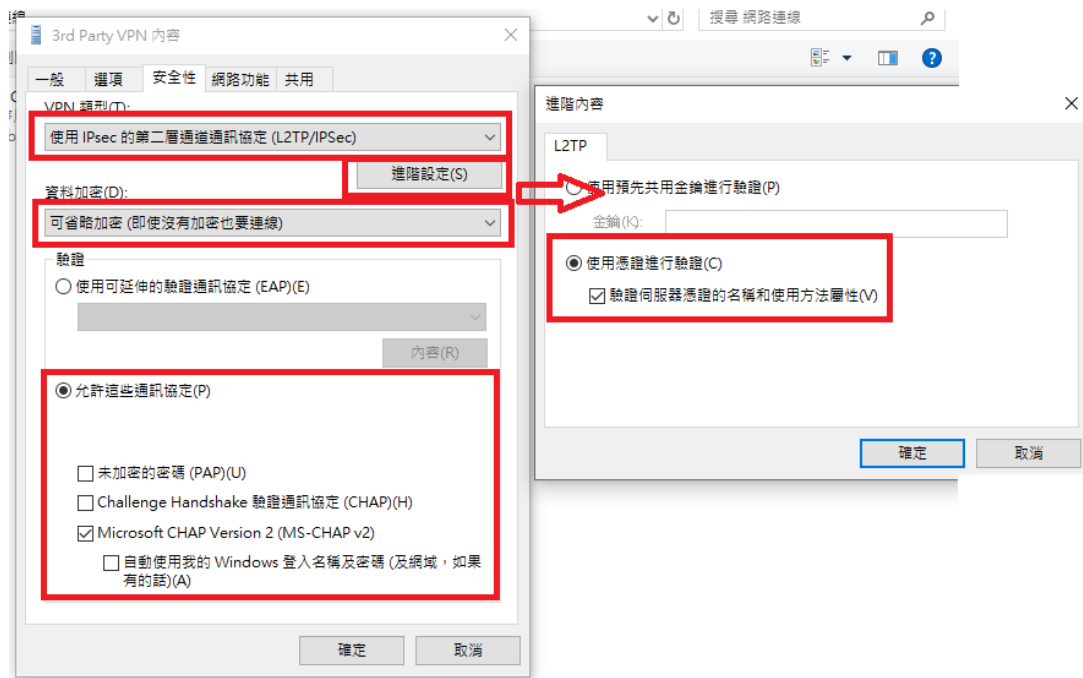 搜尋 網路連線
3rd Party VPN 內容
一般
選項
安全性
網路功能
共用
VPN 類型(T):
使用 IPsec 的第二層通道通訊協定 (L2TP/IPSec)
進階設定(S)
資料加密(D):
可省略加密 (即使沒有加密也要連線)
驗證
使用可延伸的驗證通訊協定 (EAP)(E)
內容(R)
允許這些通訊協定(P)
未加密的密碼 (PAP)(U)
Challenge Handshake 驗證通訊協定 (CHAP)(H)
Microsoft CHAP Version 2 (MS-CHAP v2)
自動使用我的 Windows 登入名稱及密碼 (及網域，如果
有的話)(A)
確定
取消
進階內容
L2TP
使用預先共用金鑰進行驗證(P)
金鑰(K):
使用憑證進行驗證(C)
驗證伺服器憑證的名稱和使用方法屬性(V)
確定
取消